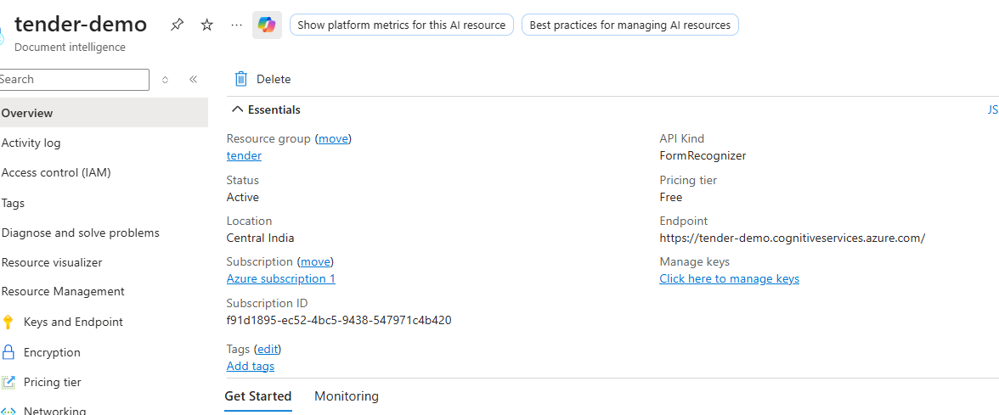 tender-demo
Show platform metrics for this AI resource
Best practices for managing AI resources
Document intelligence
Search
Delete
Overview
Essentials
JS
Activity log
Resource group (move)
API Kind
tender
FormRecognizer
Access control (IAM)
Status
Pricing tier
Active
Free
Tags
Location
Endpoint
Diagnose and solve problems
Central India
https://tender-demo.cognitiveservices.azure.com/
Resource visualizer
Subscription (move)
Manage keys
Azure subscription 1
Click here to manage keys
Resource Management
Subscription ID
Keys and Endpoint
f91d1895-ec52-4bc5-9438-547971c4b420
Encryption
Tags (edit)
Add tags
Pricing tier
Get Started
Monitoring
Networking